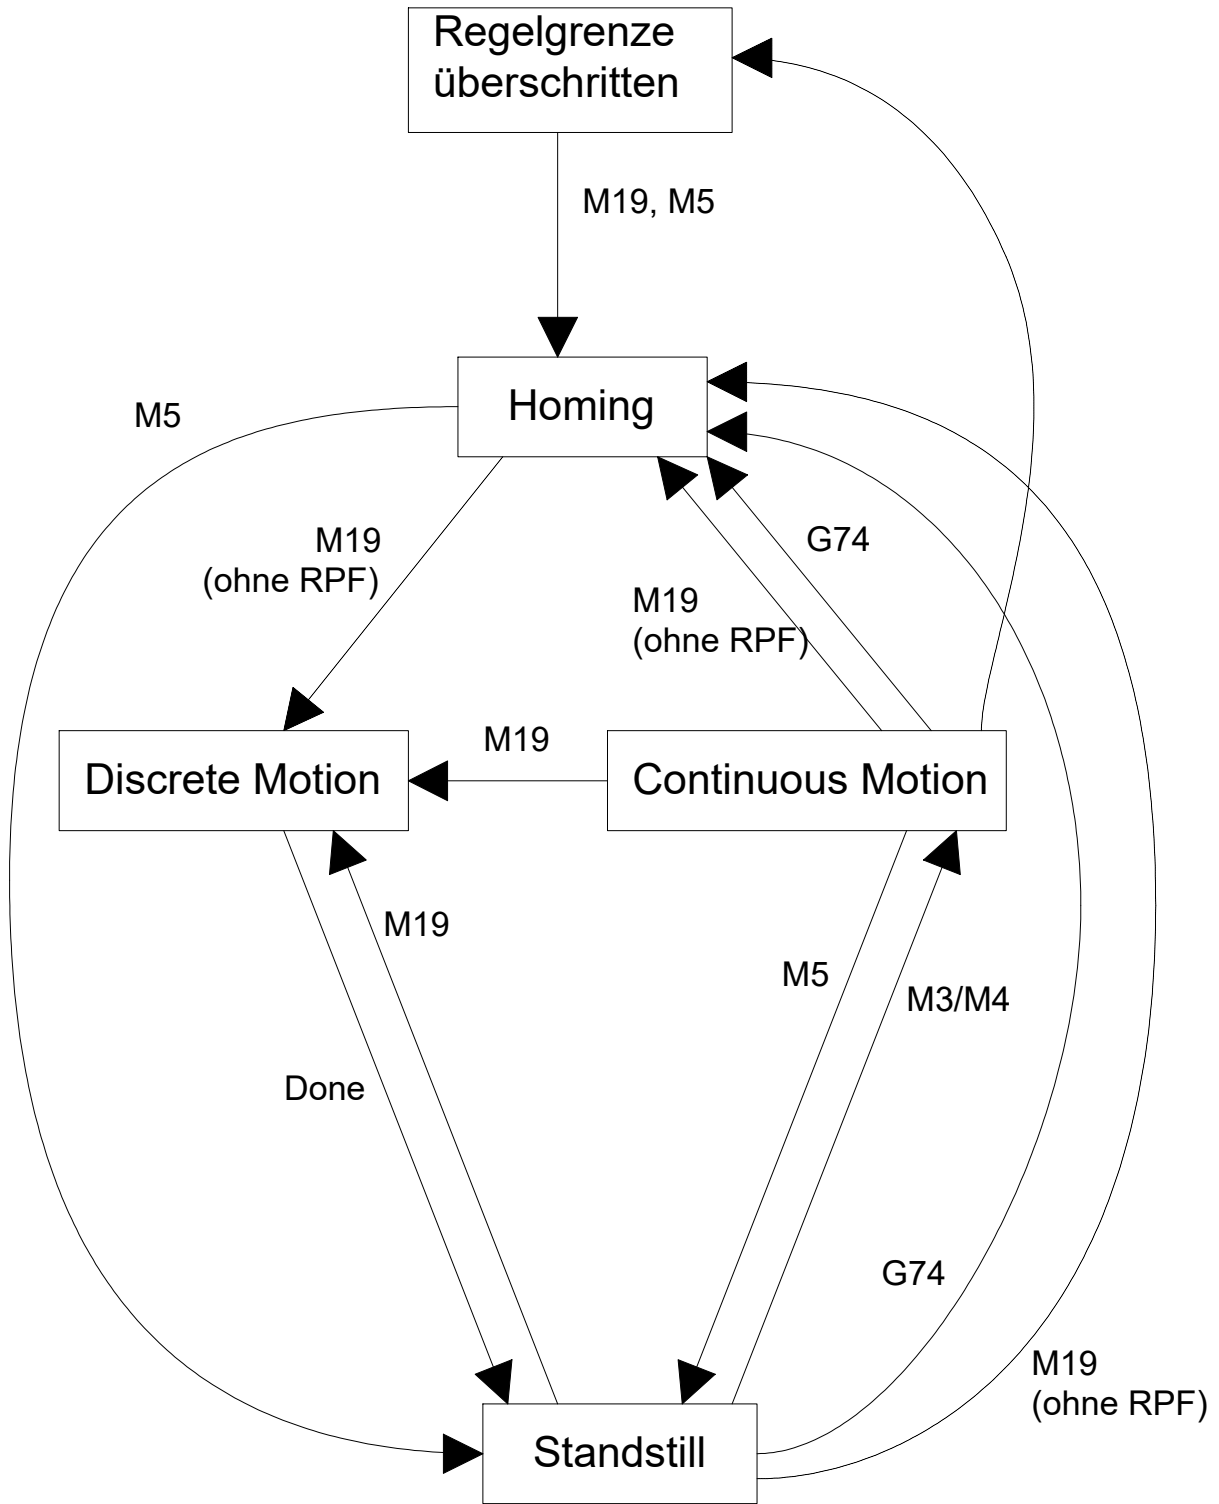 Regelgrenze
überschritten
M19, M5
Homing
M5
M19
(ohne RPF)
G74
M19
(ohne RPF)
M19
Discrete Motion
Continuous Motion
M19
M5
M3/M4
Done
G74
M19
(ohne RPF)
Standstill